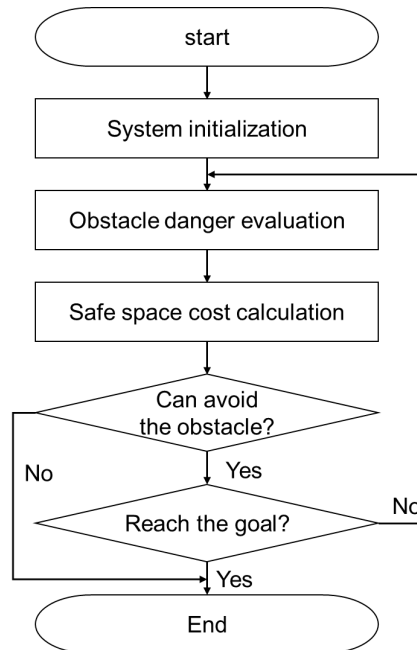 start
System initialization
Obstacle danger evaluation
Safe space cost calculation
Can avoid
the obstacle?
No
Yes
Reach the goal?
No
Yes
End